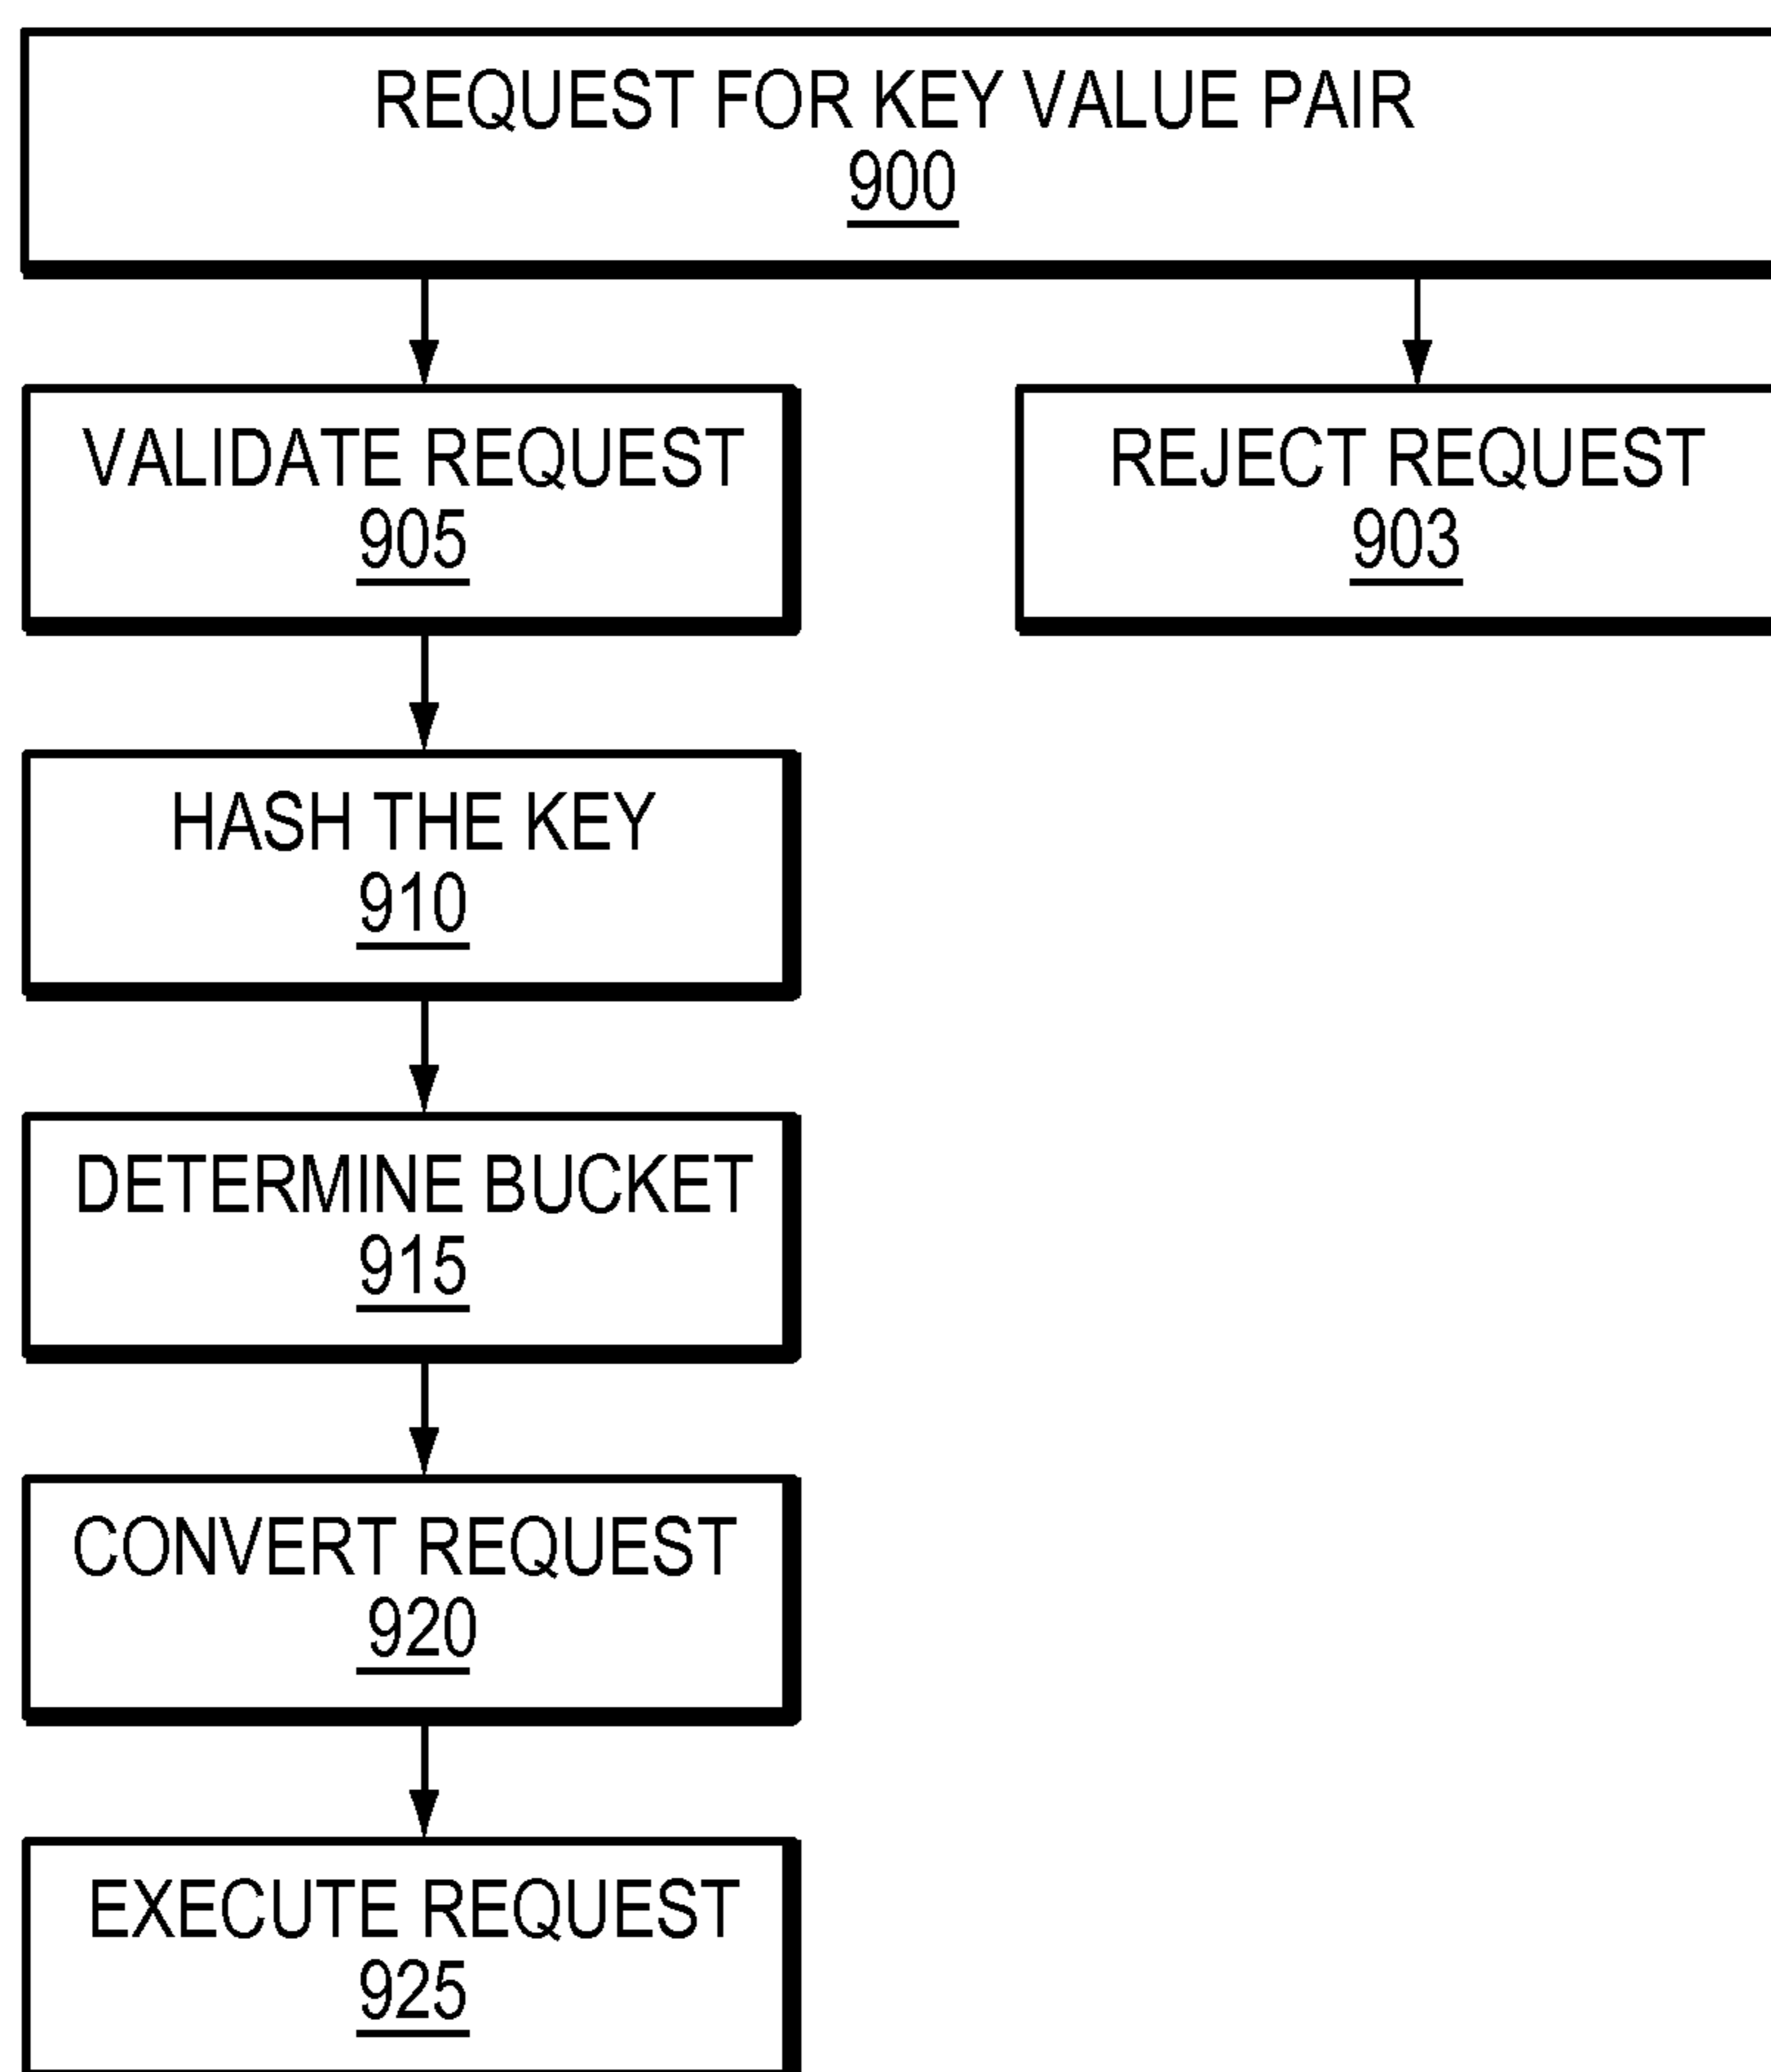 REQUEST FOR KEY VALUE PAIR
900
VALIDATE REQUEST
905
REJECT REQUEST
903
HASH THE KEY
910
DETERMINE BUCKET
915
CONVERT REQUEST
920
EXECUTE REQUEST
925